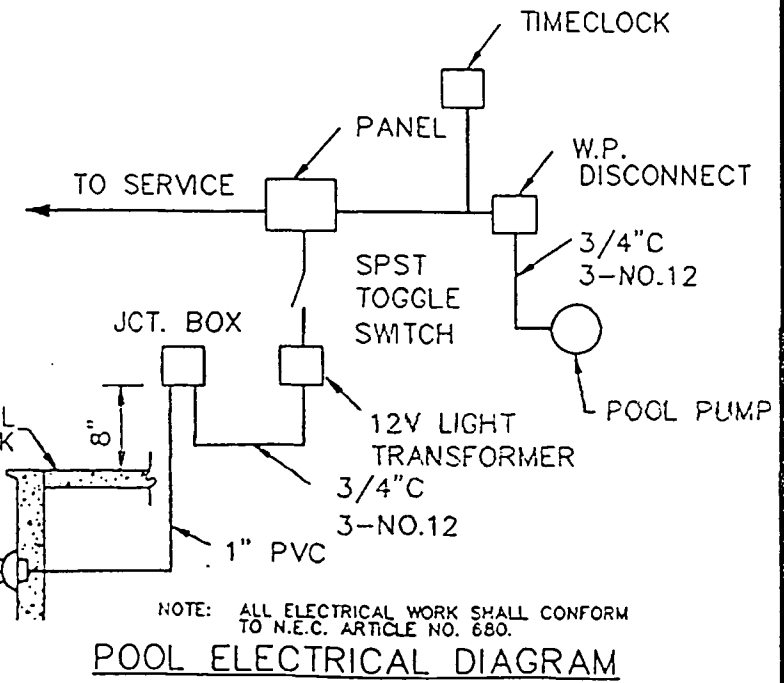 TIMECLOCK
PANEL
W.P.
DISCONNECT
TO SERVICE
3/4"C
3-NO.12
SPST
TOGGLE
SWITCH
JCT. BOX
POOL PUMP
8"
L
K
12V LIGHT
TRANSFORMER
3/4"C
3-NO.12
1" PVC
NOTE: ALL ELECTRICAL WORK SHALL CONFORM
TO N.E.C. ARTICLE NO. 680.
POOL ELECTRICAL DIAGRAM